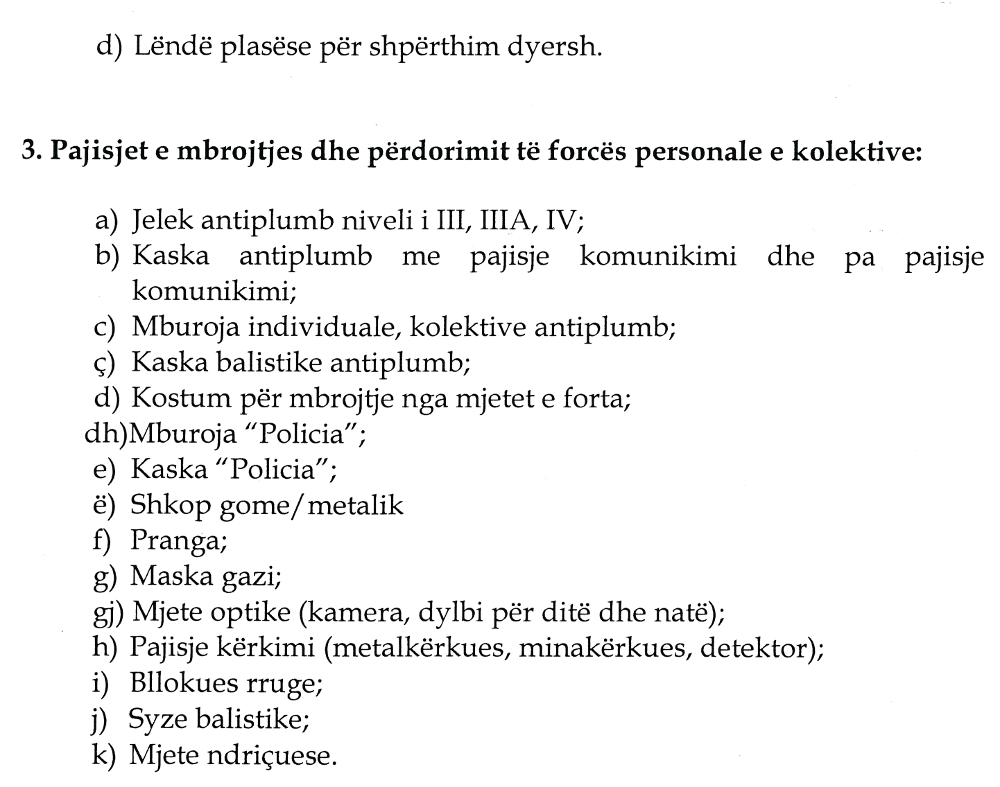 d) Lëndë plasëse për shpërthim dyersh.
3. Pajisjet e mbrojtjes dhe përdorimit të forcës personale e kolektive:
a) Jelek antiplumb niveli i III, IIIA, IV;
b) Kaska antiplumb me pajisje komunikimi dhe pa pajisje
komunikimi;
c) Mburoja individuale, kolektive antiplumb;
ç) Kaska balistike antiplumb;
d) Kostum për mbrojtje nga mjetet e forta;
dh)Mburoja “Policia”;
e) Kaska “Policia”;
ë) Shkop gome/metalik
f) Pranga;
g) Maska gazi;
gj) Mjete optike (kamera, dylbi për ditë dhe natë);
h) Pajisje kërkimi (metalkërkues, minakërkues, detektor);
i) Bllokues rruge;
j) Syze balistike;
k) Mjete ndriçuese.